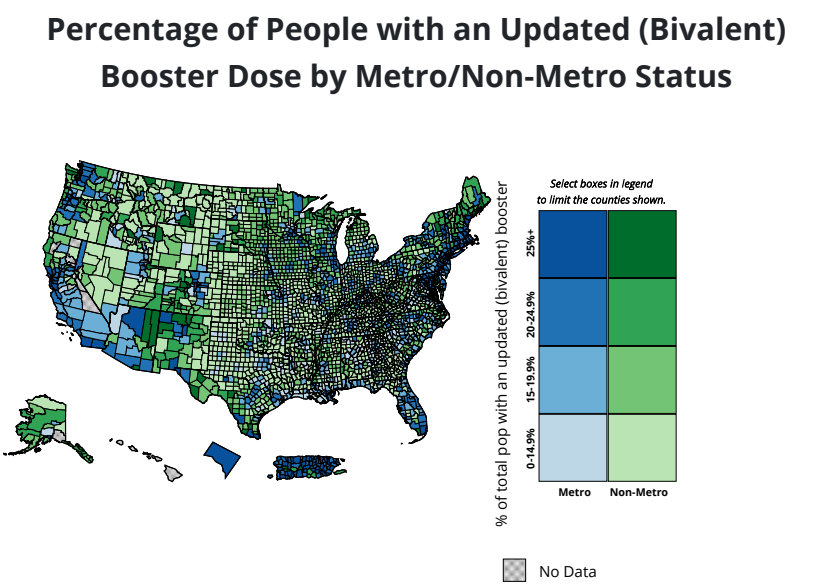 Percentage of People with an Updated (Bivalent)
Booster Dose by Metro/Non-Metro Status
Select boxes in legend
to limit the counties shown.
% of total pop with an updated (bivalent) booster
25%+
20-24.9%
15-19.9%
0-14.9%
Metro Non-Metro
No Data